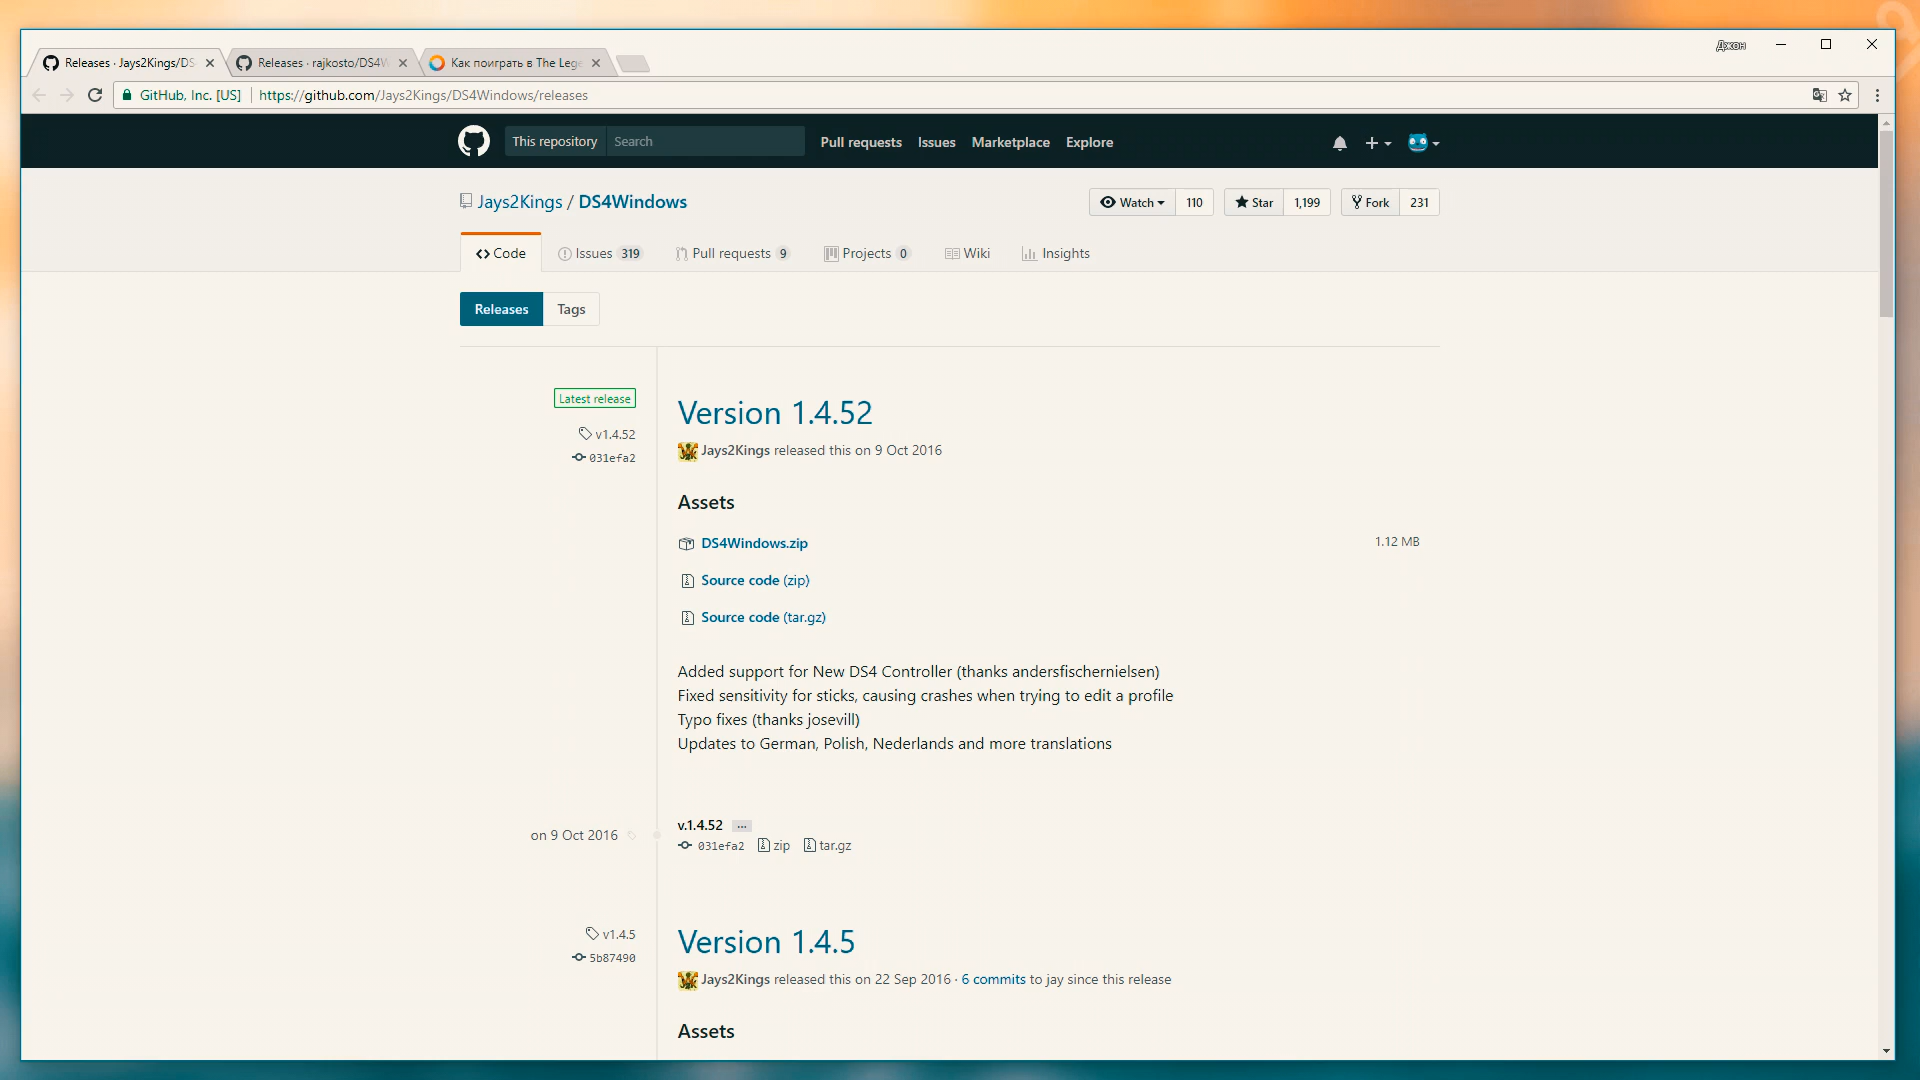 Джон
Releases · Jays2Kings/DS
Releases · rajkosto/DS4W
Как поиграть в The Lege
GitHub, Inc. [US]
https://github.com/Jays2Kings/DS4Windows/releases
This repository
Search
Pull requests
Issues
Marketplace
Explore
Jays2Kings / DS4Windows
Watch 110
Star 1,199
Fork 231
Code
Issues 319
Pull requests 9
Projects 0
Wiki
Insights
Releases
Tags
Latest release
v1.4.52
031efa2
Version 1.4.52
Jays2Kings released this on 9 Oct 2016
Assets
DS4Windows.zip
1.12 MB
Source code (zip)
Source code (tar.gz)
Added support for New DS4 Controller (thanks andersfischernielsen)
Fixed sensitivity for sticks, causing crashes when trying to edit a profile
Typo fixes (thanks josevill)
Updates to German, Polish, Nederlands and more translations
on 9 Oct 2016
v.1.4.52 ...
031efa2 zip tar.gz
v1.4.5
5b87490
Version 1.4.5
Jays2Kings released this on 22 Sep 2016 · 6 commits to jay since this release
Assets